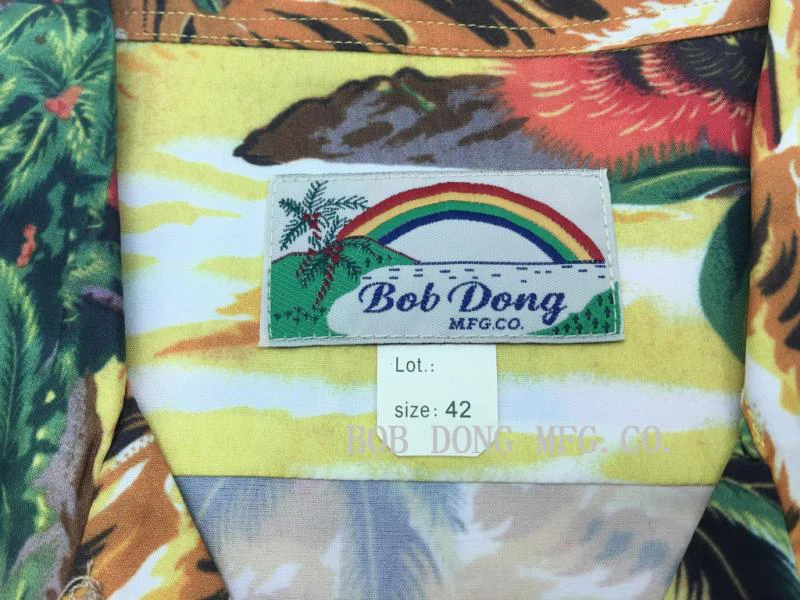 Bob Dong
MFG.CO.
Lot.:
size: 42
BOB DONG MFG.CO.